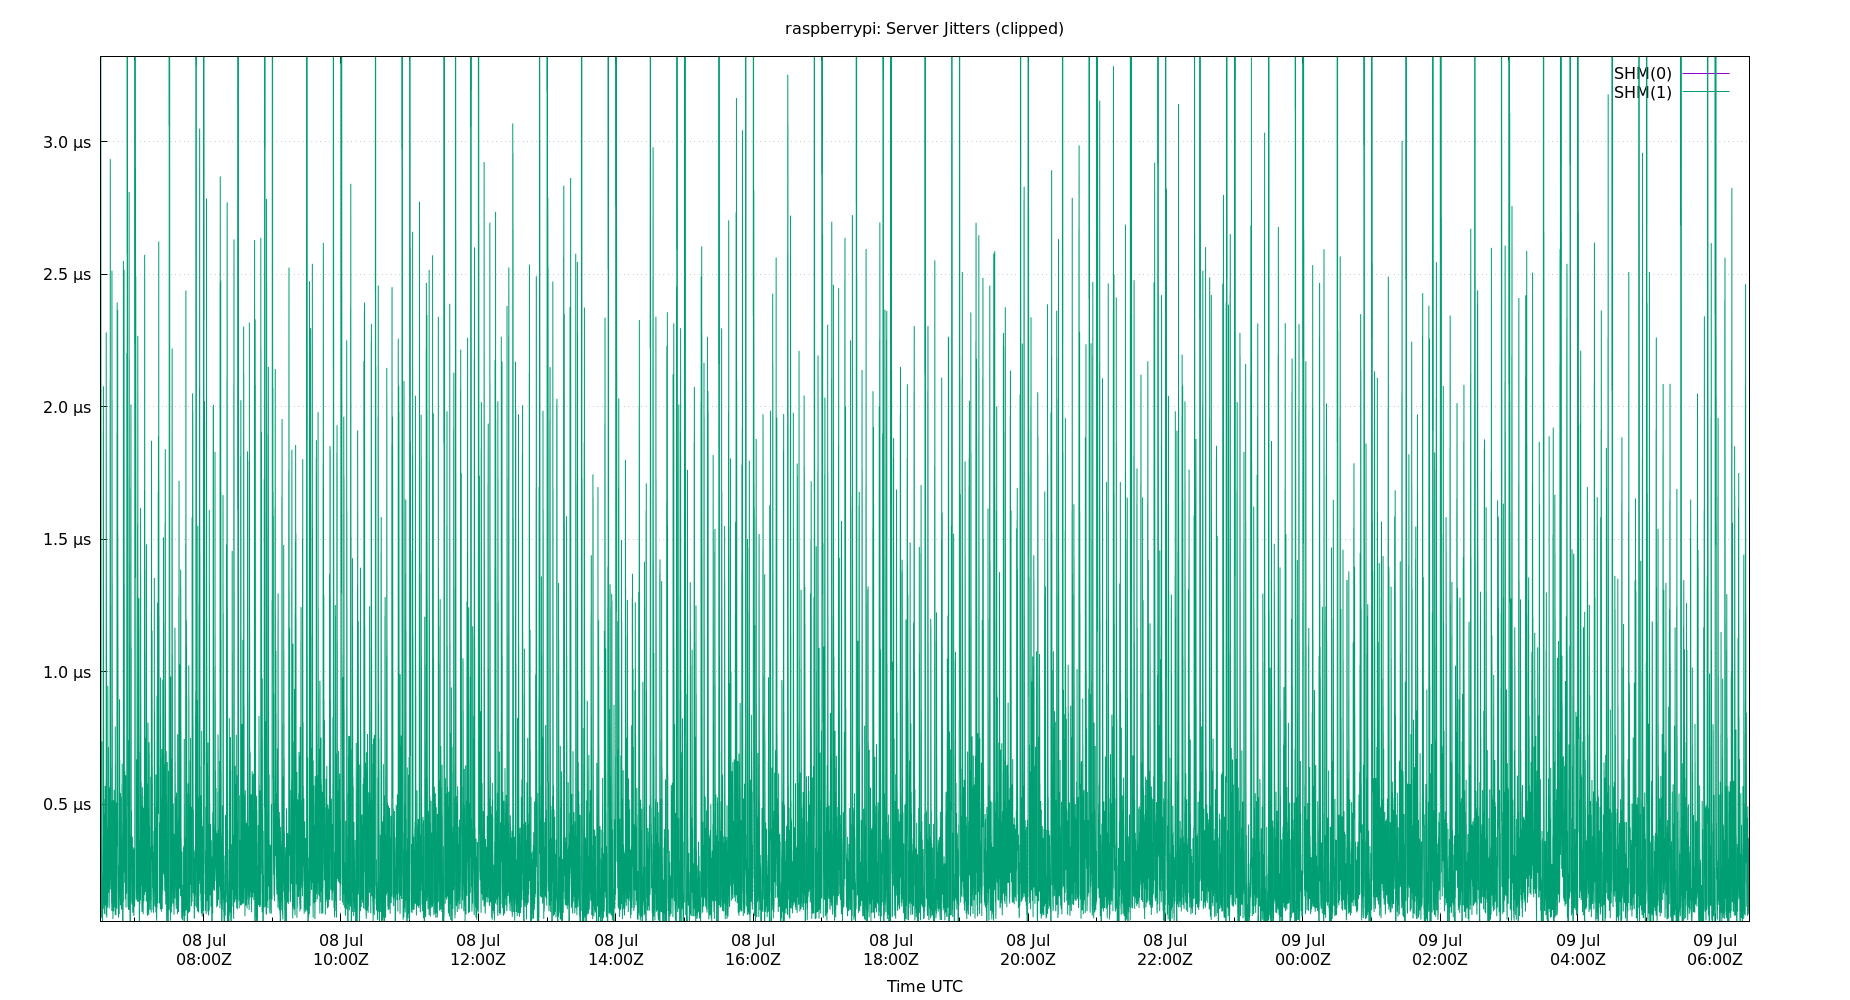 raspberrypi: Server Jitters (clipped)
SHM(0)
SHM(1)
3.0 µs
2.5 µs
2.0 µs
1.5 µs
1.0 µs
0.5 µs
08 Jul 08 Jul 08 Jul 08 Jul 08 Jul 08 Jul 08 Jul 08 Jul 09 Jul 09 Jul 09 Jul 09 Jul
08:00Z 10:00Z 12:00Z 14:00Z 16:00Z 18:00Z 20:00Z 22:00Z 00:00Z 02:00Z 04:00Z 06:00Z
Time UTC